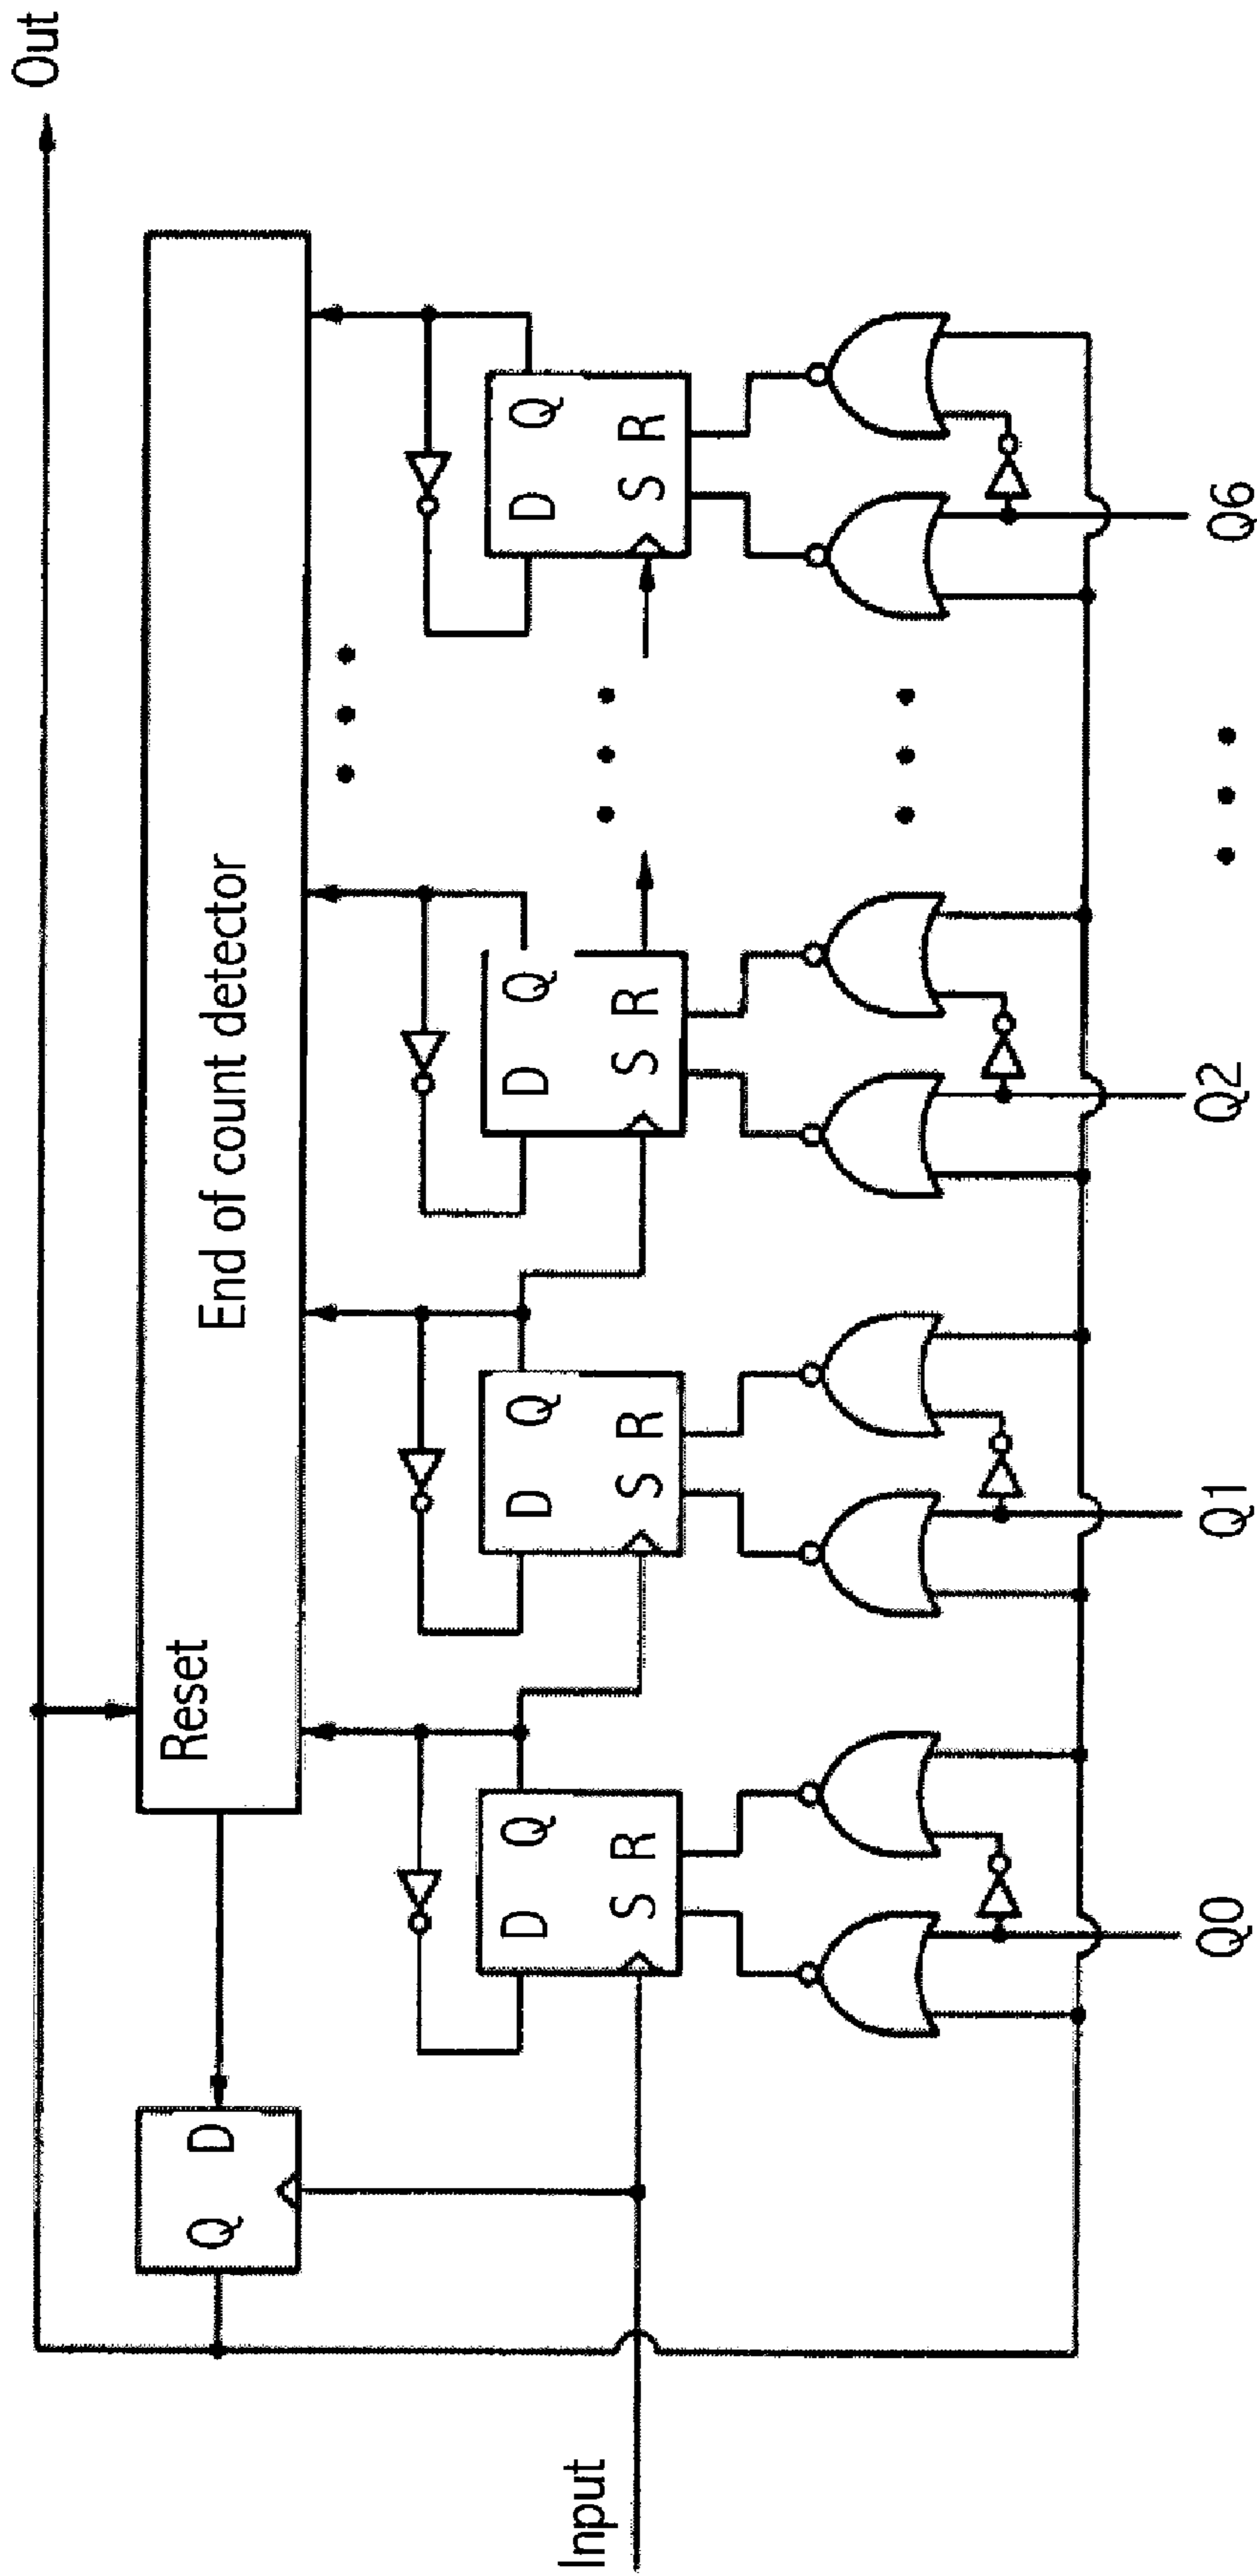 Out
Reset
End of count detector
Q D
D Q
S R
D Q
S R
D Q
S R
D Q
S R
Input
Q0
Q1
Q2
Q6